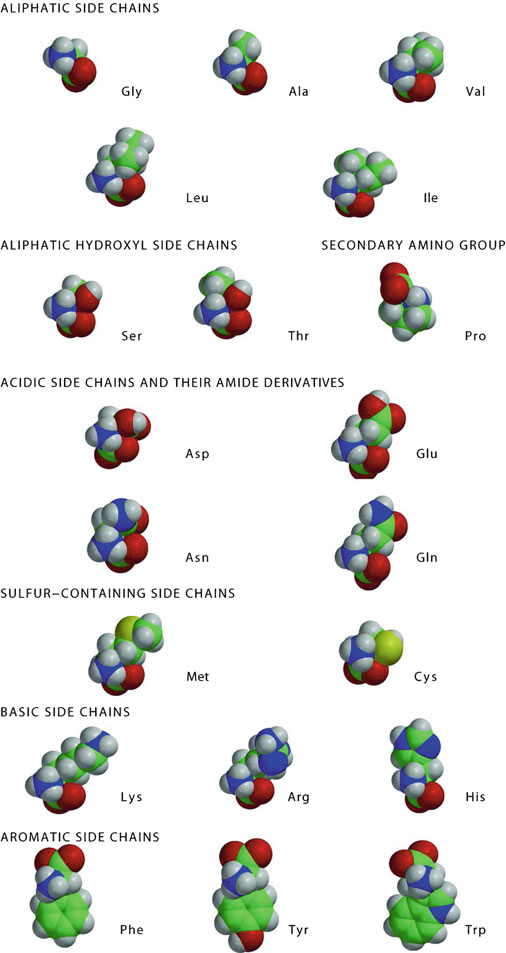 ALIPHATIC SIDE CHAINS
Gly Ala Val
Leu Ile
ALIPHATIC HYDROXYL SIDE CHAINS SECONDARY AMINO GROUP
Ser Thr Pro
ACIDIC SIDE CHAINS AND THEIR AMIDE DERIVATIVES
Asp Glu
Asn Gln
SULFUR–CONTAINING SIDE CHAINS
Met Cys
BASIC SIDE CHAINS
Lys Arg His
AROMATIC SIDE CHAINS
Phe Tyr Trp